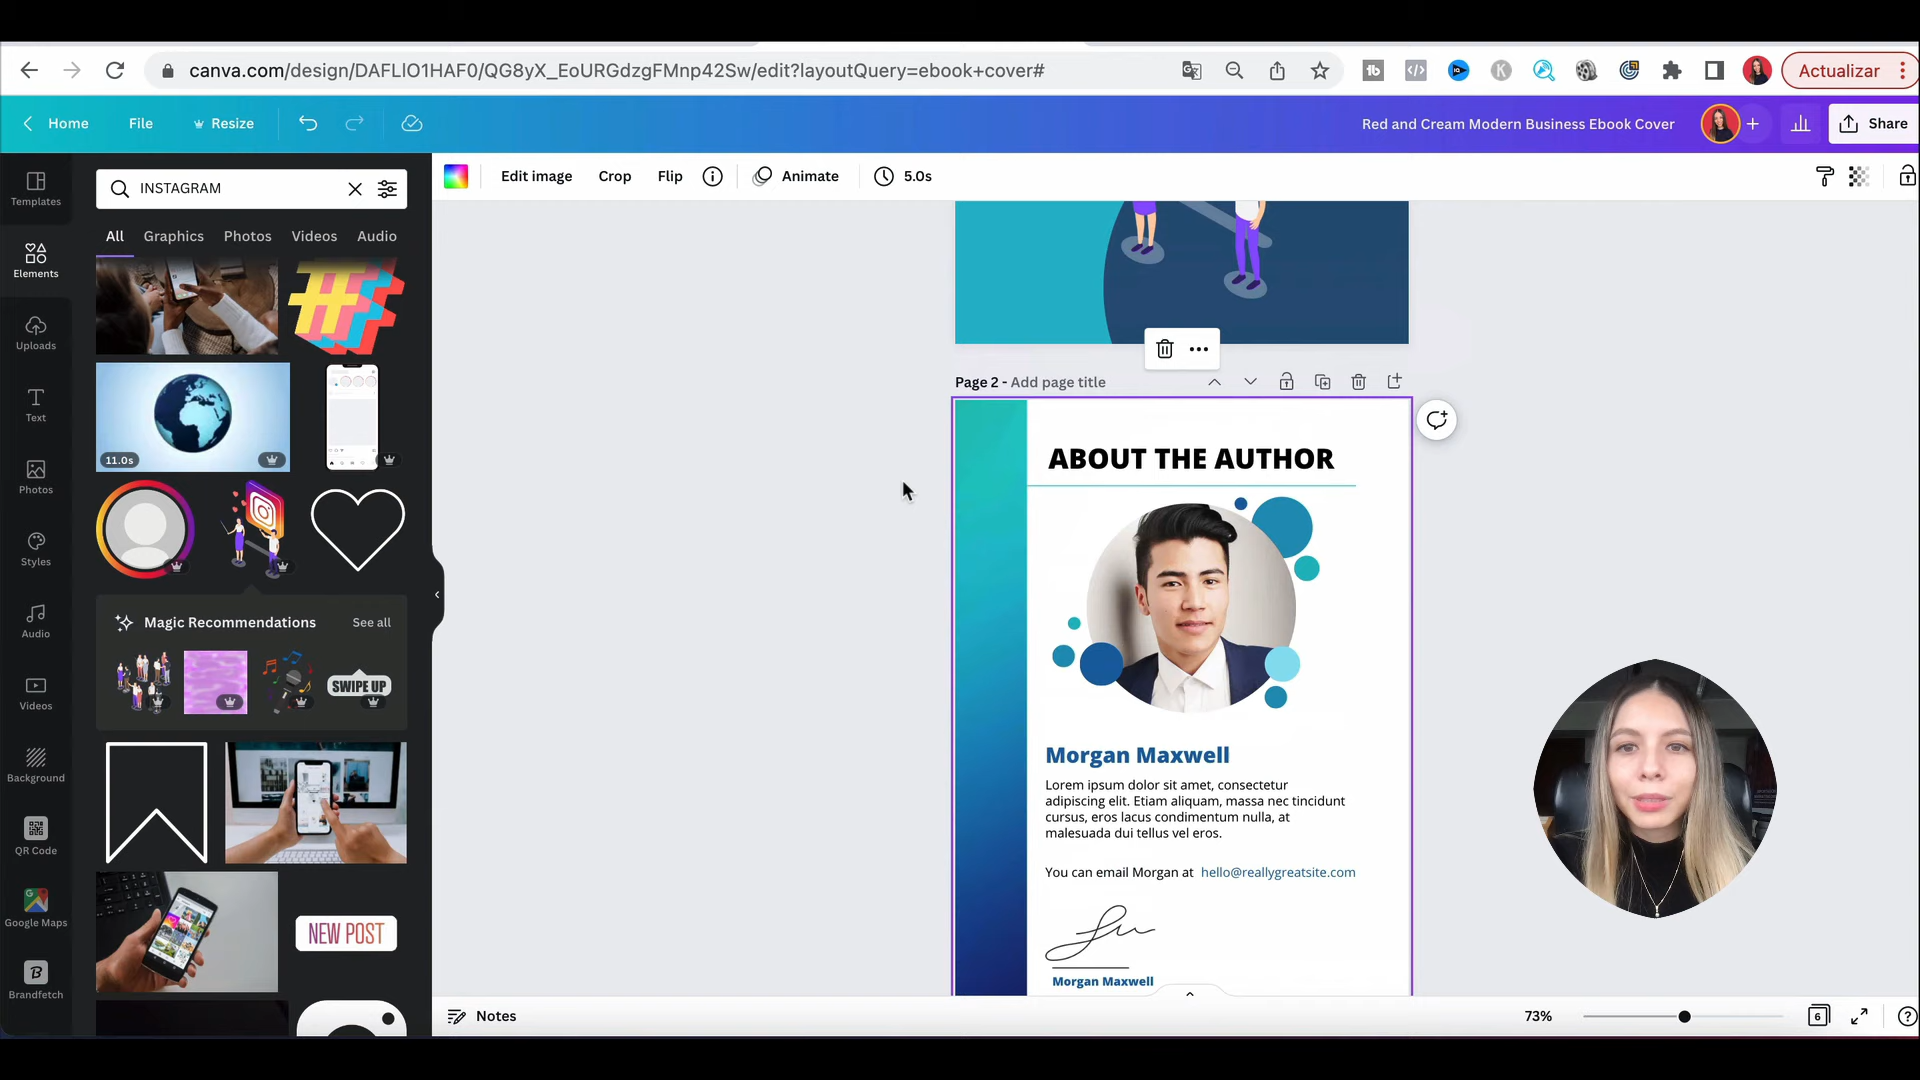 canva.com/design/DAFLlO1HAF0/QG8yX_EoURGdzgFMnp42Sw/edit?layoutQuery=ebook+cover#
Actualizar
Home
File
Resize
Red and Cream Modern Business Ebook Cover
Share
Templates
Elements
Uploads
Text
Photos
Styles
Audio
Videos
Background
QR Code
Google Maps
Brandfetch
INSTAGRAM
All
Graphics
Photos
Videos
Audio
11.0s
Magic Recommendations
See all
SWIPE UP
NEW POST
Edit image
Crop
Flip
Animate
5.0s
Page 2 - Add page title
ABOUT THE AUTHOR
Morgan Maxwell
Lorem ipsum dolor sit amet, consectetur
adipiscing elit. Etiam aliquam, massa nec tincidunt
cursus, eros lacus condimentum nulla, at
malesuada dui tellus vel eros.
You can email Morgan at hello@reallygreatsite.com
Morgan Maxwell
Notes
73%
6